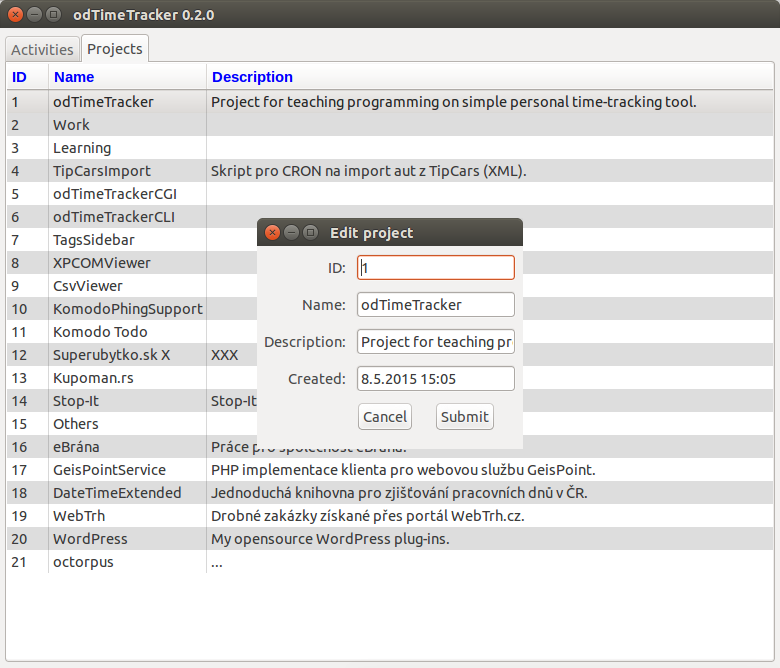 odTimeTracker 0.2.0
Activities Projects
ID Name Description
1 odTimeTracker Project for teaching programming on simple personal time-tracking tool.
2 Work
3 Learning
4 TipCarsImport Skript pro CRON na import aut z TipCars (XML).
5 odTimeTrackerCGI
6 odTimeTrackerCLI
7 TagsSidebar
8 XPCOMViewer
9 CsvViewer
10 KomodoPhingSupport
11 Komodo Todo
12 Superubytko.sk X XXX
13 Kupoman.rs
14 Stop-It Stop-It
15 Others
16 eBrána Práce pro společnost eBrána.
17 GeisPointService PHP implementace klienta pro webovou službu GeisPoint.
18 DateTimeExtended Jednoduchá knihovna pro zjišťování pracovních dnů v ČR.
19 WebTrh Drobné zakázky získané přes portál WebTrh.cz.
20 WordPress My opensource WordPress plug-ins.
21 octorpus ...
Edit project
ID: 1
Name: odTimeTracker
Description: Project for teaching pr
Created: 8.5.2015 15:05
Cancel Submit